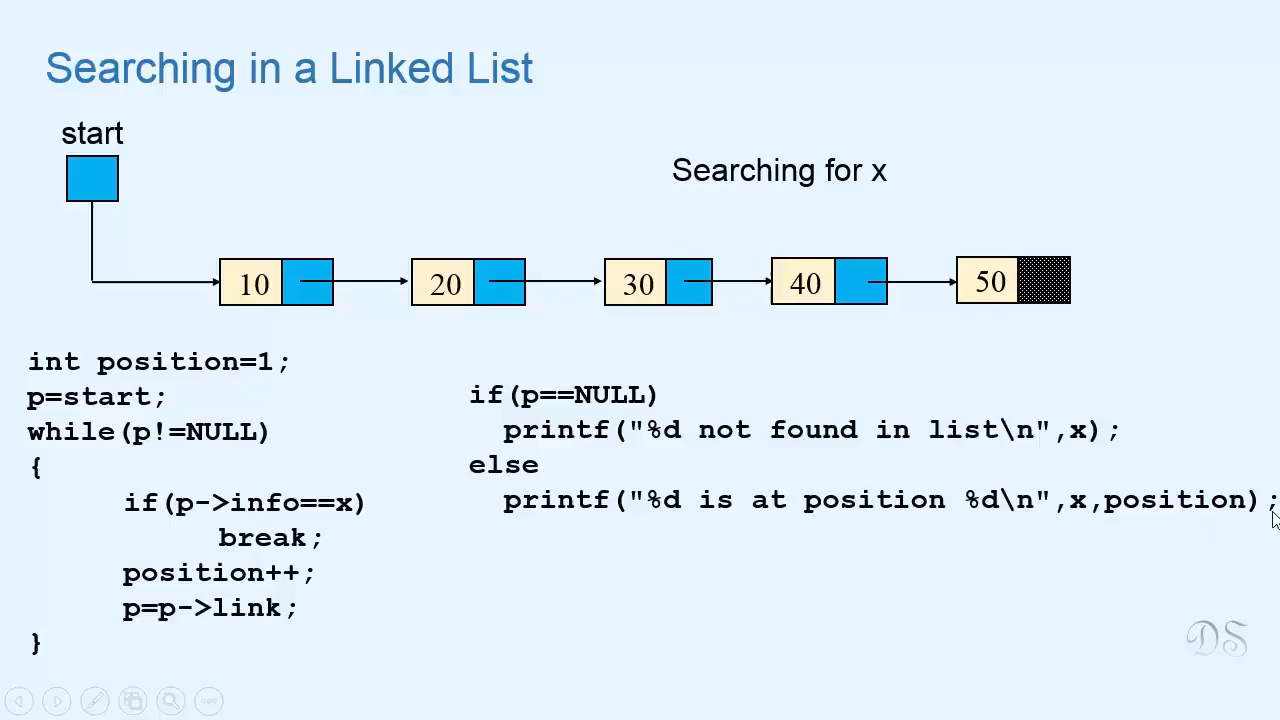 Searching in a Linked List
start
Searching for x
10 20 30 40 50
int position=1;
p=start;
while(p!=NULL)
{
if(p->info==x)
break;
position++;
p=p->link;
}
if(p==NULL)
printf("%d not found in list\n",x);
else
printf("%d is at position %d\n",x,position);
DS